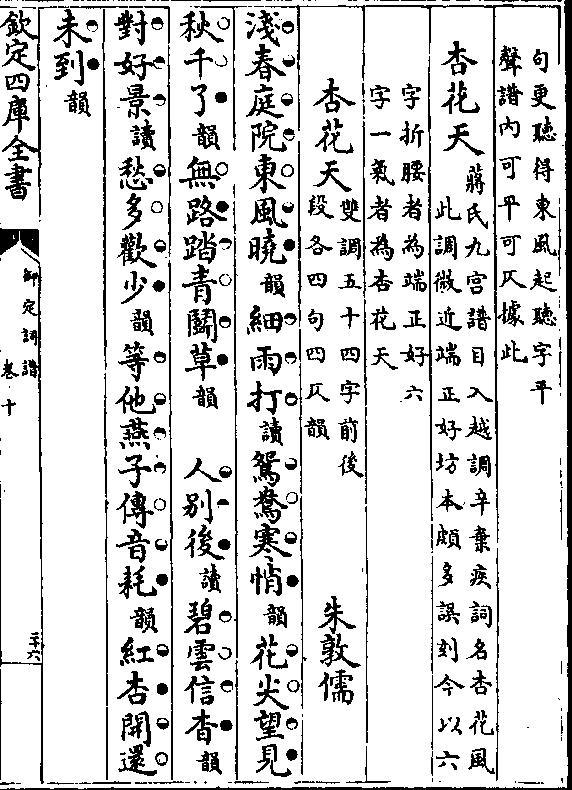 句更聽得東風起聽字平
聲譜內可平可仄據此
杏花天
蔣氏九宫譜目入越調辛棄疾詞名杏花風
此調微近端正好坊本頗多誤刻今以六
字折腰者為端正好六
字一氣者為杏花天
杏花天
雙調五十四字前後
段各四句四仄韻
朱敦儒
淺春庭院東風曉韻細雨打讀鴛鴦寒悄韻花尖望見
秋千了韻無路踏青鬬草韻 人别後讀碧雲信杳韻
對好景讀愁多歡少韻等他燕子傳音耗韻紅杏開還
未到韻
欽定四庫全書
御定詞譜
卷十
二十六